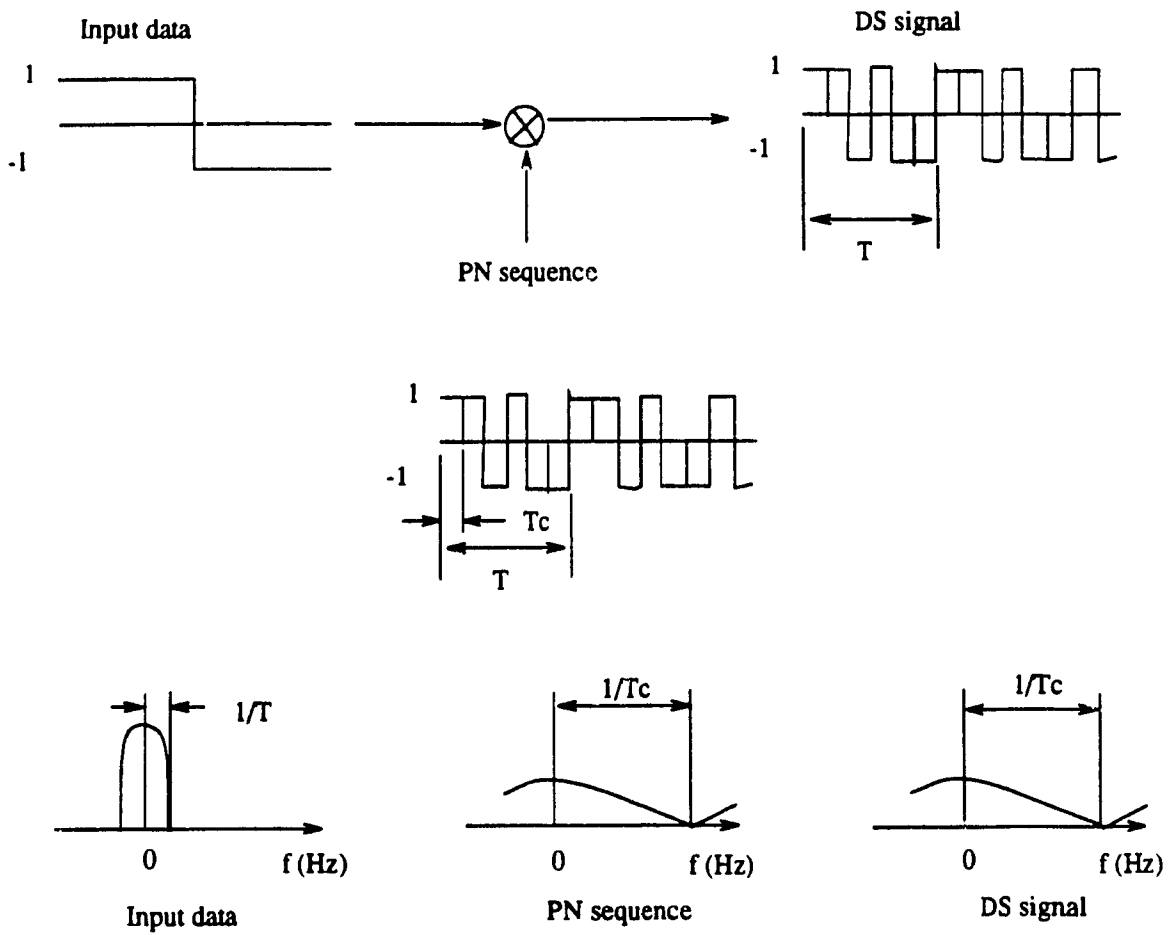 Input data
DS signal
1
-1
1
-1
T
PN sequence
1
-1
Tc
T
1/T
1/Tc
1/Tc
0
f (Hz)
0
f (Hz)
0
f (Hz)
Input data
PN sequence
DS signal